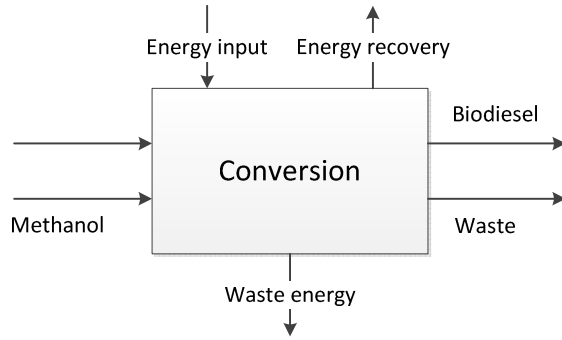 Energy input
Energy recovery
Biodiesel
Conversion
Methanol
Waste
Waste energy